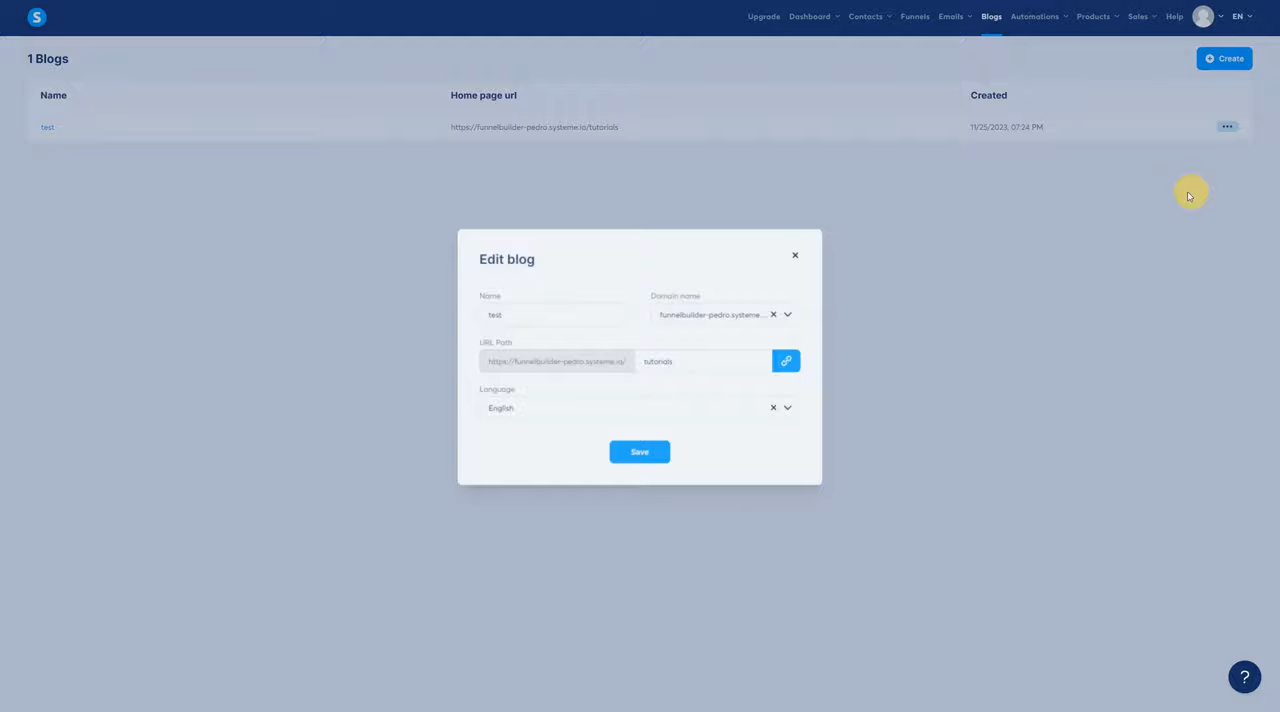 S
Upgrade Dashboard Contacts Funnels Emails Blogs Automations Products Sales Help EN
1 Blogs
Create
Name Home page url Created
test https://funnelbuilder-pedro.systeme.io/tutorials 11/25/2023, 07:24 PM
Edit blog
Name Domain name
test funnelbuilder-pedro.systeme...
URL Path
https://funnelbuilder-pedro.systeme.io/ tutorials
Language
English
Save
?